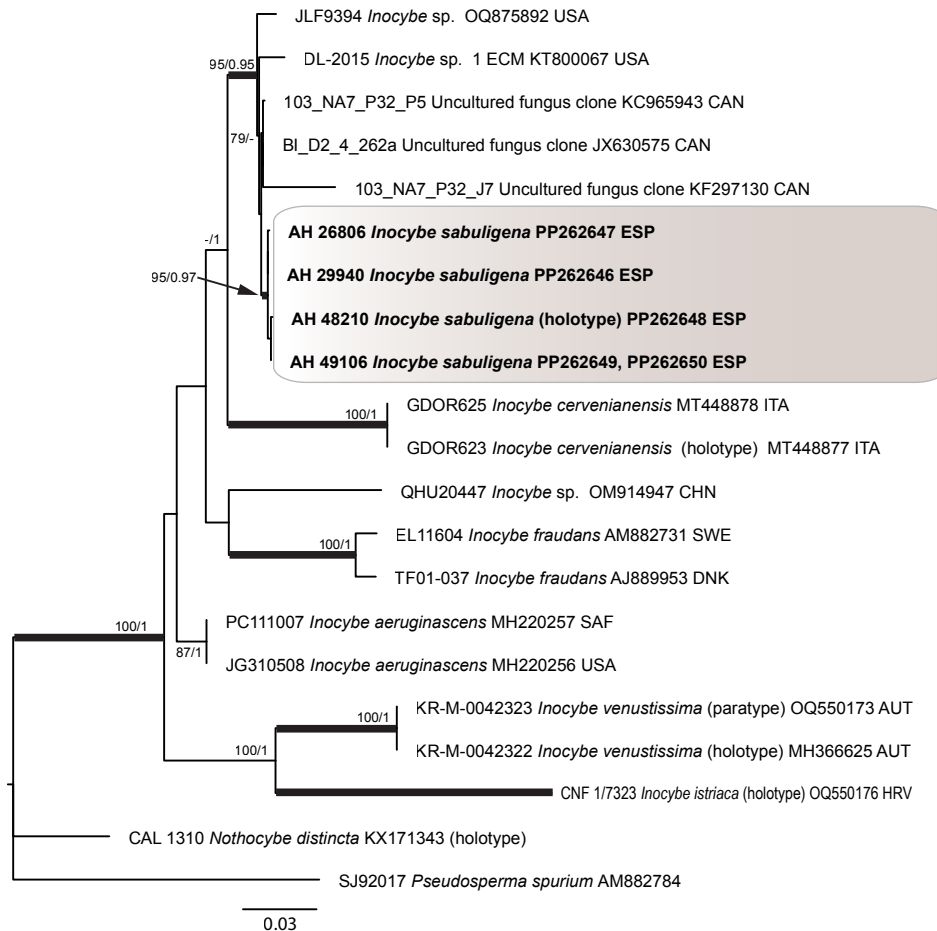 JLF9394 Inocybe sp. OQ875892 USA
95/0.95
DL-2015 Inocybe sp. 1 ECM KT800067 USA
103_NA7_P32_P5 Uncultured fungus clone KC965943 CAN
79/-
BI_D2_4_262a Uncultured fungus clone JX630575 CAN
103_NA7_P32_J7 Uncultured fungus clone KF297130 CAN
AH 26806 Inocybe sabuligena PP262647 ESP
-/1
95/0.97
AH 29940 Inocybe sabuligena PP262646 ESP
AH 48210 Inocybe sabuligena (holotype) PP262648 ESP
AH 49106 Inocybe sabuligena PP262649, PP262650 ESP
GDOR625 Inocybe cervenianensis MT448878 ITA
100/1
GDOR623 Inocybe cervenianensis (holotype) MT448877 ITA
QHU20447 Inocybe sp. OM914947 CHN
EL11604 Inocybe fraudans AM882731 SWE
100/1
TF01-037 Inocybe fraudans AJ889953 DNK
PC111007 Inocybe aeruginascens MH220257 SAF
100/1
87/1
JG310508 Inocybe aeruginascens MH220256 USA
KR-M-0042323 Inocybe venustissima (paratype) OQ550173 AUT
100/1
KR-M-0042322 Inocybe venustissima (holotype) MH366625 AUT
100/1
CNF 1/7323 Inocybe istriaca (holotype) OQ550176 HRV
CAL 1310 Nothocybe distincta KX171343 (holotype)
SJ92017 Pseudosperma spurium AM882784
0.03